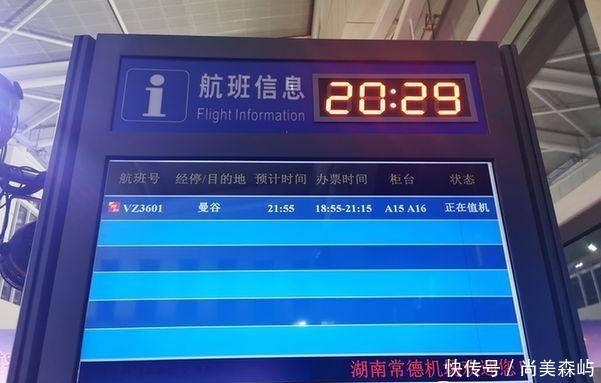 航班信息 20:29
Flight Information
航班号 经停/目的地 预计时间 办票时间 柜台 状态
VZ3601 曼谷 21:55 18:55-21:15 A15 A16 正在值机
湖南常德机
快传号/尚美森屿